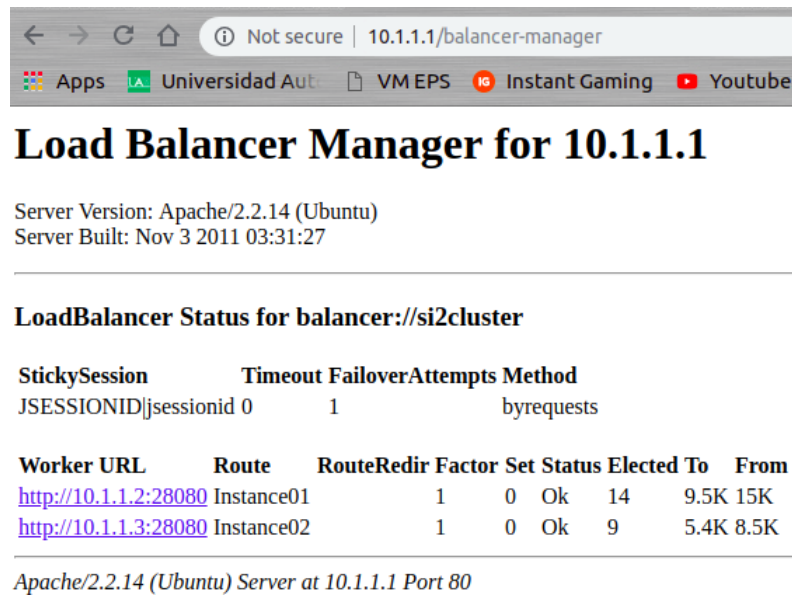 Not secure | 10.1.1.1/balancer-manager
Apps UA Universidad Aut VM EPS IG Instant Gaming Youtube
Load Balancer Manager for 10.1.1.1
Server Version: Apache/2.2.14 (Ubuntu)
Server Built: Nov 3 2011 03:31:27
LoadBalancer Status for balancer://si2cluster
StickySession Timeout FailoverAttempts Method
JSESSIONID|jsessionid 0 1 byrequests
Worker URL Route RouteRedir Factor Set Status Elected To From
http://10.1.1.2:28080 Instance01 1 0 Ok 14 9.5K 15K
http://10.1.1.3:28080 Instance02 1 0 Ok 9 5.4K 8.5K
Apache/2.2.14 (Ubuntu) Server at 10.1.1.1 Port 80